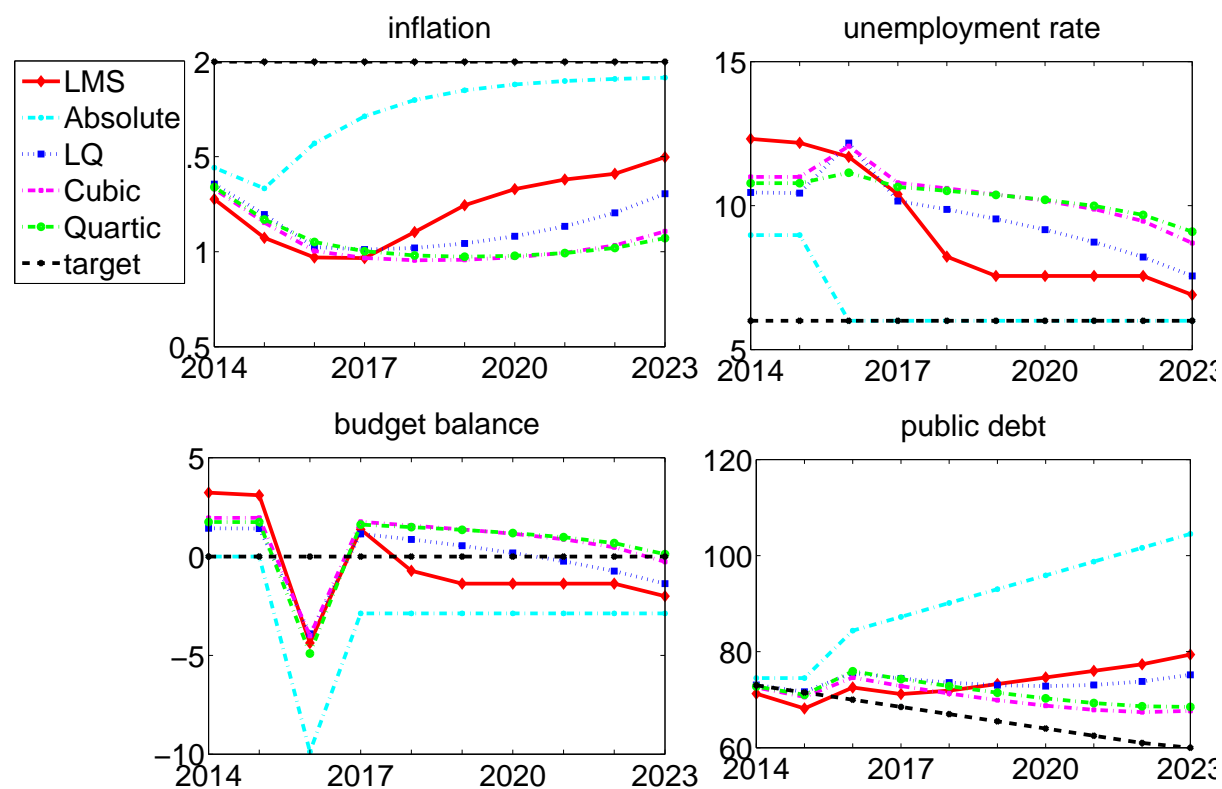 inflation
unemployment rate
LMS
Absolute
LQ
Cubic
Quartic
target
2
.5
1
0.5
2014 2017 2020 2023
15
10
5
2014 2017 2020 2023
budget balance
public debt
5
0
−5
−10
2014 2017 2020 2023
120
100
80
60
2014 2017 2020 2023